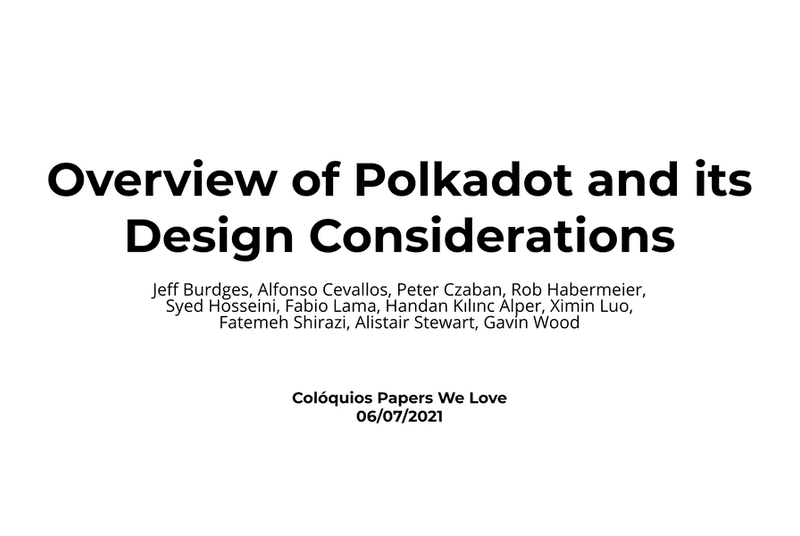 Overview of Polkadot and its
Design Considerations
Jeff Burdges, Alfonso Cevallos, Peter Czaban, Rob Habermeier,
Syed Hosseini, Fabio Lama, Handan Kılınc Alper, Ximin Luo,
Fatemeh Shirazi, Alistair Stewart, Gavin Wood
Colóquios Papers We Love
06/07/2021